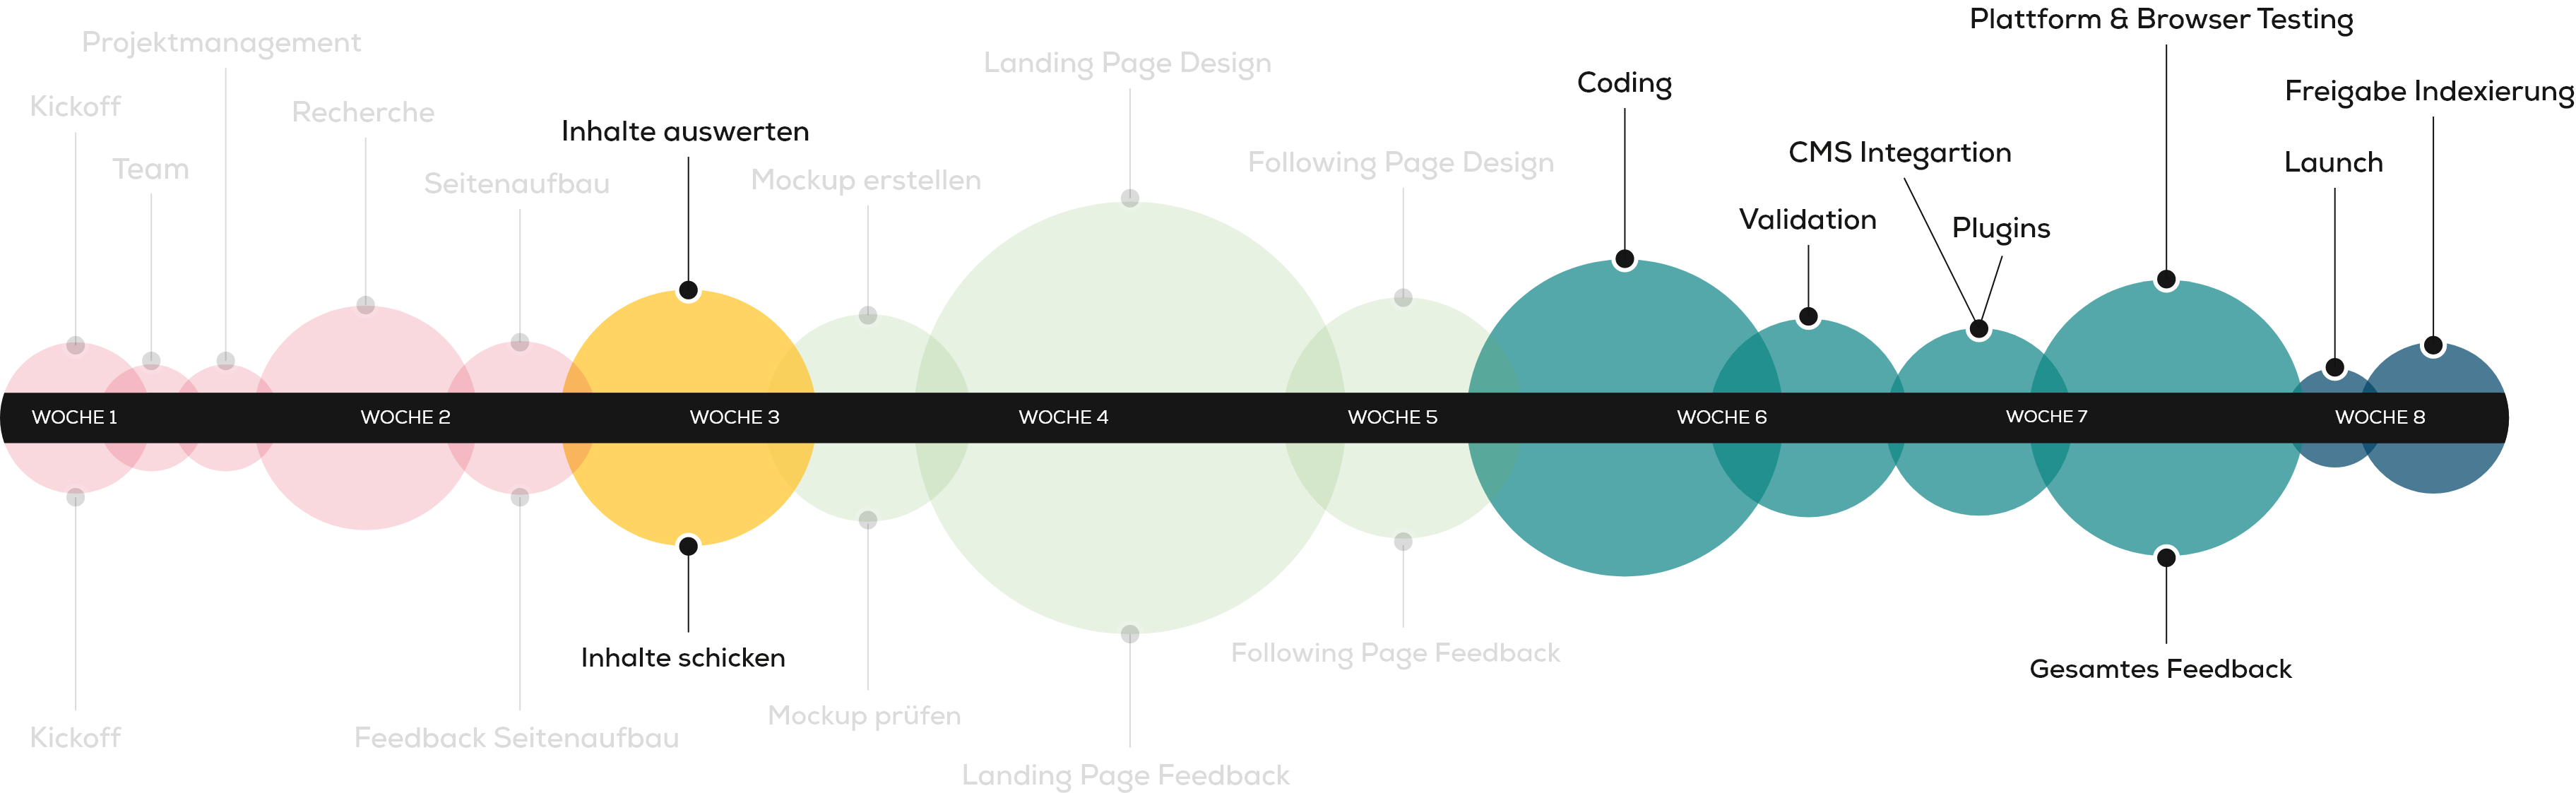 Plattform & Browser Testing
Projektmanagement
Landing Page Design
Coding
Freigabe Indexierung
Kickoff
Recherche
Inhalte auswerten
CMS Integartion
Following Page Design
Launch
Team
Mockup erstellen
Seitenaufbau
Validation
Plugins
WOCHE 1
WOCHE 2
WOCHE 3
WOCHE 4
WOCHE 5
WOCHE 6
WOCHE 7
WOCHE 8
Following Page Feedback
Inhalte schicken
Gesamtes Feedback
Mockup prüfen
Kickoff
Feedback Seitenaufbau
Landing Page Feedback